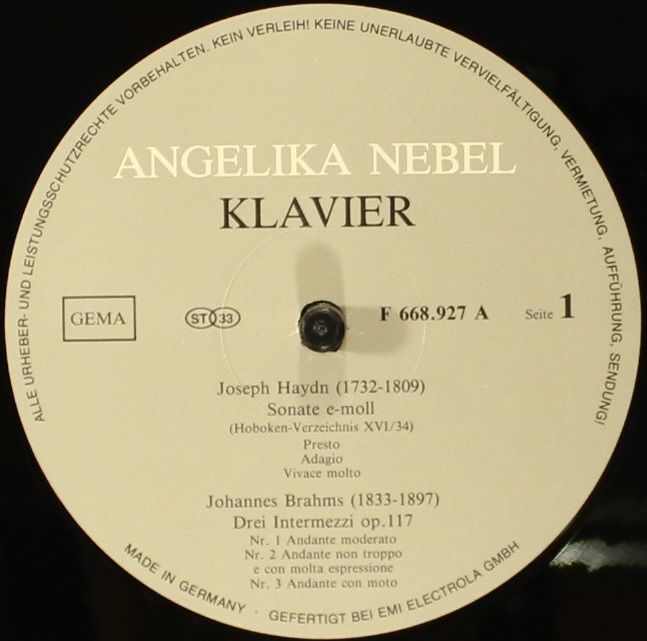 ALLE URHEBER- UND LEISTUNGSSCHUTZRECHTE VORBEHALTEN. KEIN VERLEIH! KEINE UNERLAUBTE VERVIELFÄLTIGUNG, VERMIETUNG, AUFFÜHRUNG, SENDUNG!
ANGELIKA NEBEL
KLAVIER
GEMA
ST 33
F 668.927 A
Seite 1
Joseph Haydn (1732-1809)
Sonate e-moll
(Hoboken-Verzeichnis XVI/34)
Presto
Adagio
Vivace molto
Johannes Brahms (1833-1897)
Drei Intermezzi op.117
Nr. 1 Andante moderato
Nr. 2 Andante non troppo
e con molta espressione
Nr. 3 Andante con moto
MADE IN GERMANY · GEFERTIGT BEI EMI ELECTROLA GMBH